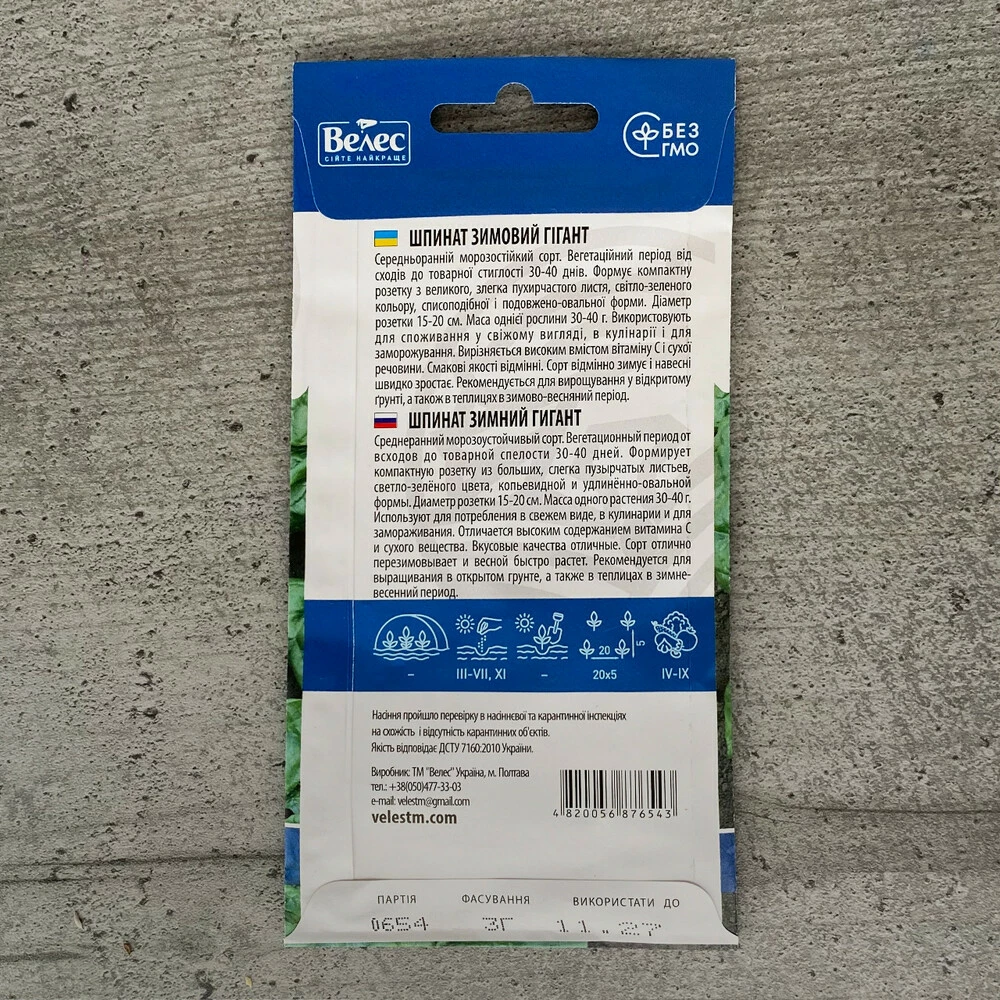 Велес
СІЙТЕ НАЙКРАЩЕ
БЕЗ
ГМО
ШПИНАТ ЗИМОВИЙ ГІГАНТ
Середньоранній морозостійкий сорт. Вегетаційний період від
сходів до товарної стиглості 30-40 днів. Формує компактну
розетку з великого, злегка пухирчастого листя, світло-зеленого
кольору, списоподібної і подовжено-овальної форми. Діаметр
розетки 15-20 см. Маса однієї рослини 30-40 г. Використовують
для споживання у свіжому вигляді, в кулінарії і для
заморожування. Вирізняється високим вмістом вітаміну С і сухої
речовини. Смакові якості відмінні. Сорт відмінно зимує і навесні
швидко зростає. Рекомендується для вирощування у відкритому
ґрунті, а також в теплицях в зимово-весняний період.
ШПИНАТ ЗИМНИЙ ГИГАНТ
Среднеранний морозоустойчивый сорт. Вегетационный период от
всходов до товарной спелости 30-40 дней. Формирует
компактную розетку из больших, слегка пузырчатых листьев,
светло-зелёного цвета, копьевидной и удлинённо-овальной
формы. Диаметр розетки 15-20 см. Масса одного растения 30-40 г.
Используют для потребления в свежем виде, в кулинарии и для
замораживания. Отличается высоким содержанием витамина С
и сухого вещества. Вкусовые качества отличные. Сорт отлично
перезимовывает и весной быстро растет. Рекомендуется для
выращивания в открытом грунте, а также в теплицах в зимне-
весенний период.
20
5
– III-VII, XI – 20x5 IV-IX
Насіння пройшло перевірку в насіннєвої та карантинної інспекціях
на схожість і відсутність карантинних об'єктів.
Якість відповідає ДСТУ 7160:2010 України.
Виробник: ТМ "Велес" Україна, м. Полтава
тел.: +38(050)477-33-03
e-mail: velestm@gmail.com
velestm.com
4 820056 876543
ПАРТІЯ ФАСУВАННЯ ВИКОРИСТАТИ ДО
0654 3Г 11.27